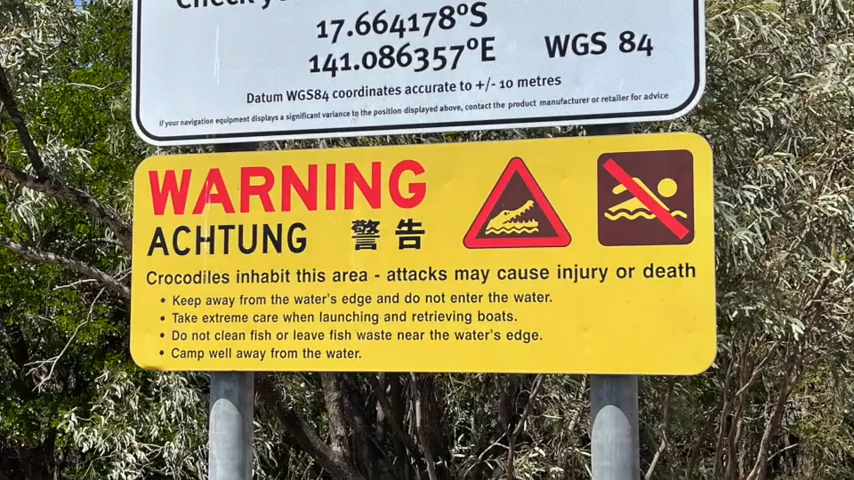 Check y
17.664178°S
141.086357°E WGS 84
Datum WGS84 coordinates accurate to +/- 10 metres
If your navigation equipment displays a significant variance to the position displayed above, contact the product manufacturer or retailer for advice
WARNING
ACHTUNG 警告
Crocodiles inhabit this area - attacks may cause injury or death
• Keep away from the water's edge and do not enter the water.
• Take extreme care when launching and retrieving boats.
• Do not clean fish or leave fish waste near the water's edge.
• Camp well away from the water.